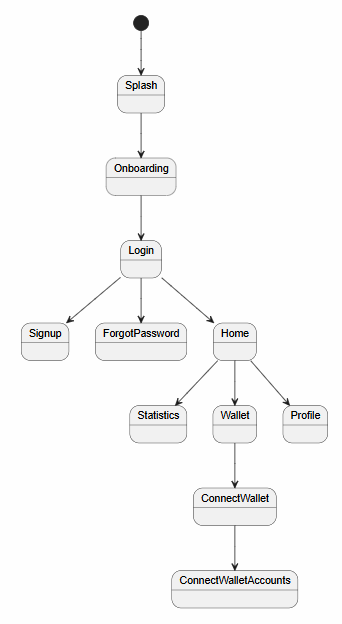 Splash
Onboarding
Login
Signup
ForgotPassword
Home
Statistics
Wallet
Profile
ConnectWallet
ConnectWalletAccounts